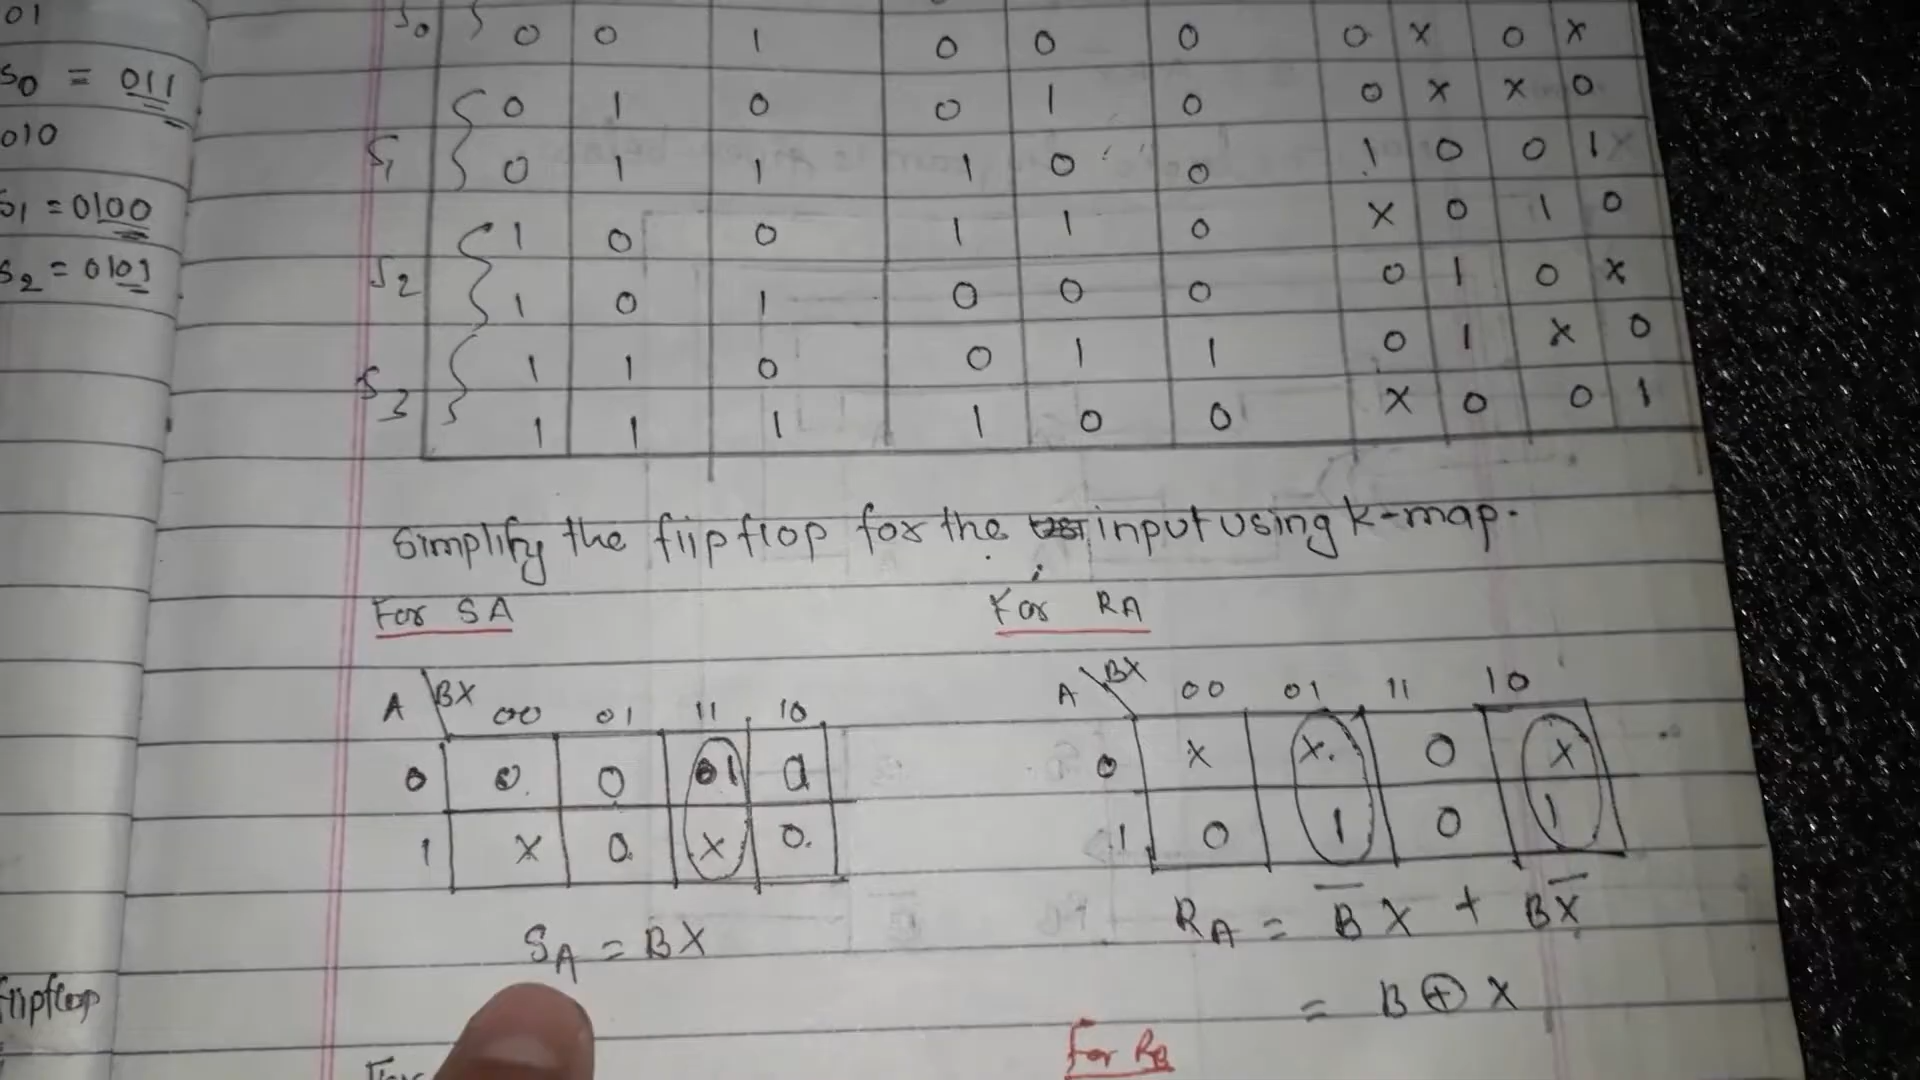 01
S0 = 011
010
S1 = 0100
S2 = 0101
flipflop
S0 0 0 1 0 0 0 0 x 0 x
0 1 0 0 1 0 0 x x 0
S1 0 1 1 1 0 0 1 0 0 1
1 0 0 1 1 0 x 0 1 0
S2 1 0 1 0 0 0 0 1 0 x
1 1 0 0 1 1 0 1 x 0
S3 1 1 1 1 0 0 x 0 0 1
Simplify the flipflop for the input using k-map.
For SA For RA
A BX 00 01 11 10 A BX 00 01 11 10
0 0 0 1 0 0 x x 0 x
1 x 0 x 0 1 0 1 0 1
SA = BX RA = B̅X + BX̅
= B ⊕ X
For RB